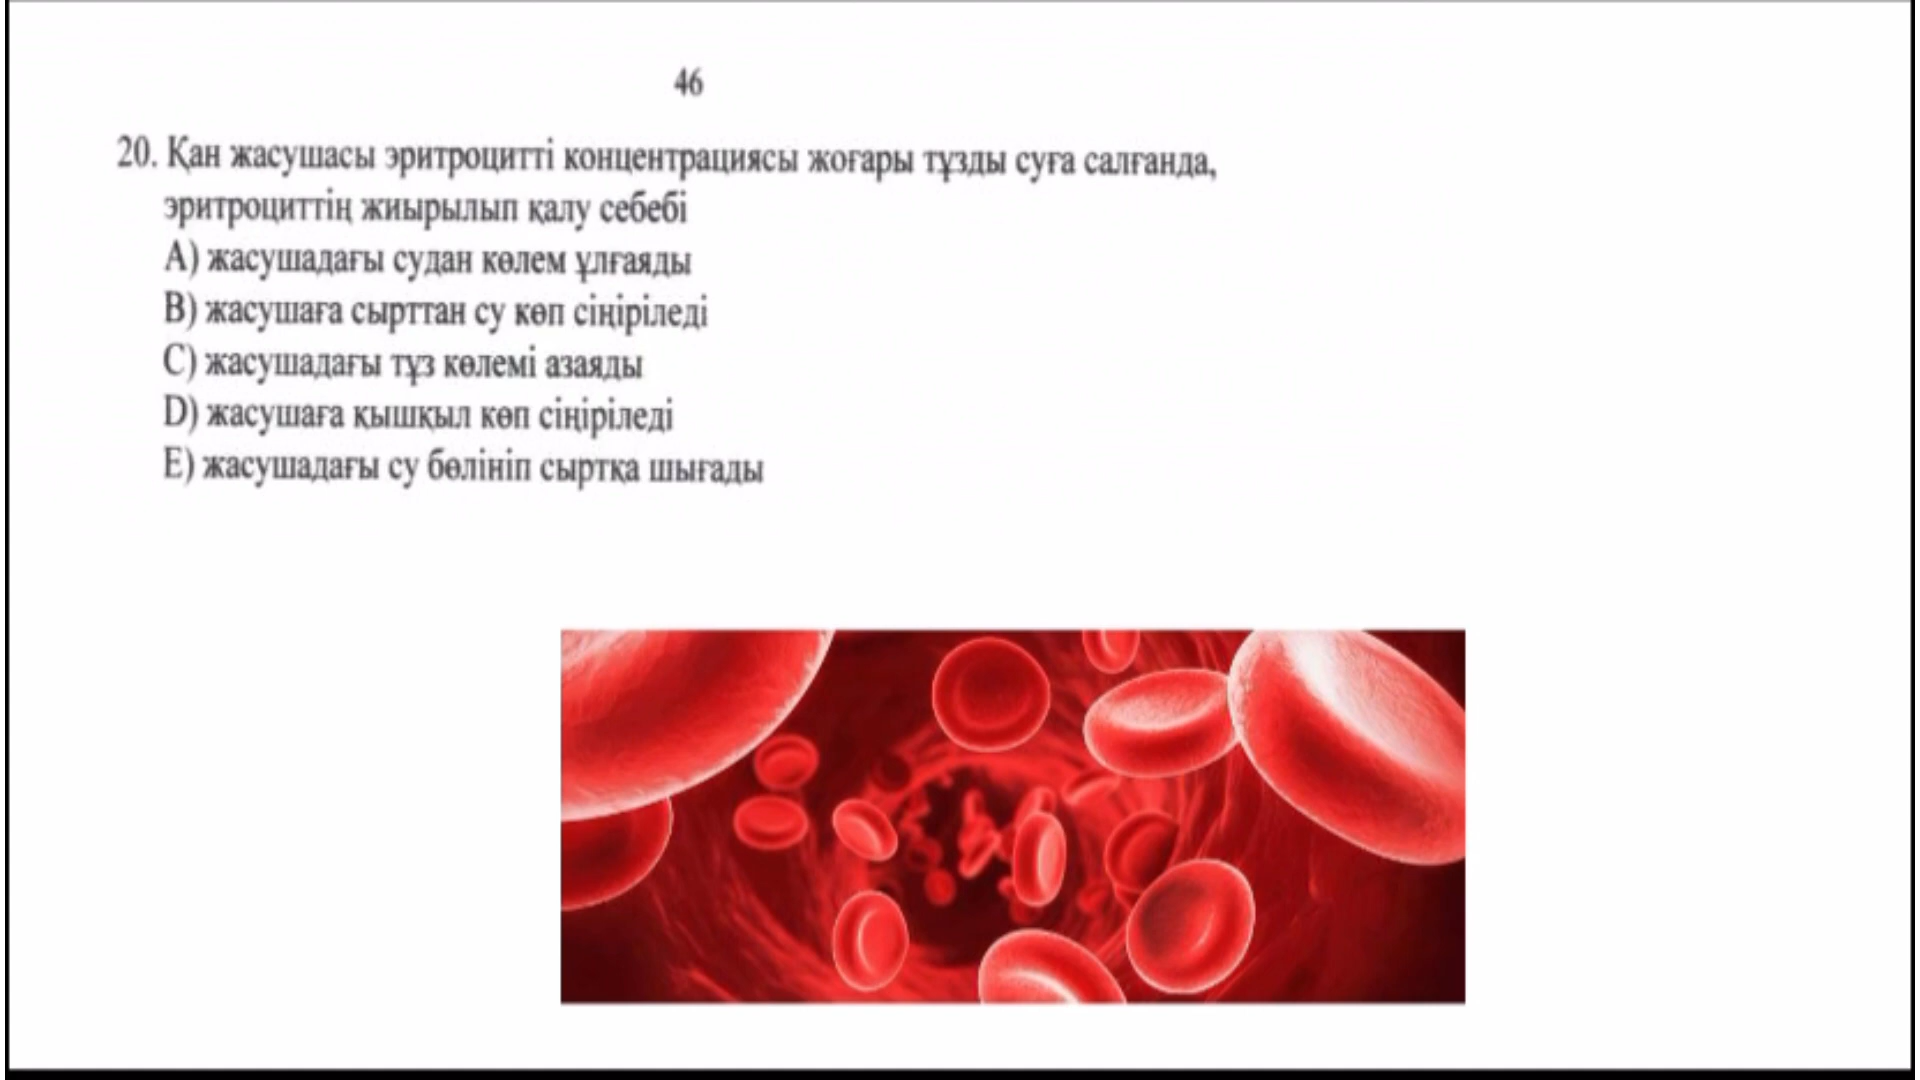 46
20. Қан жасушасы эритроцитті концентрациясы жоғары тұзды суға салғанда,
эритроциттің жиырылып қалу себебі
A) жасушадағы судан көлем ұлғаяды
B) жасушаға сырттан су көп сіңіріледі
C) жасушадағы тұз көлемі азаяды
D) жасушаға қышқыл көп сіңіріледі
E) жасушадағы су бөлініп сыртқа шығады